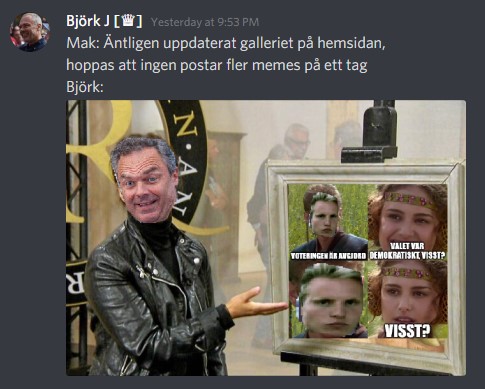 Björk J [♛] Yesterday at 9:53 PM
Mak: Äntligen uppdaterat galleriet på hemsidan,
hoppas att ingen postar fler memes på ett tag
Björk:
N · A N
VOTERINGEN ÄR AVGJORD
VALET VAR
DEMOKRATISKT, VISST?
VISST?